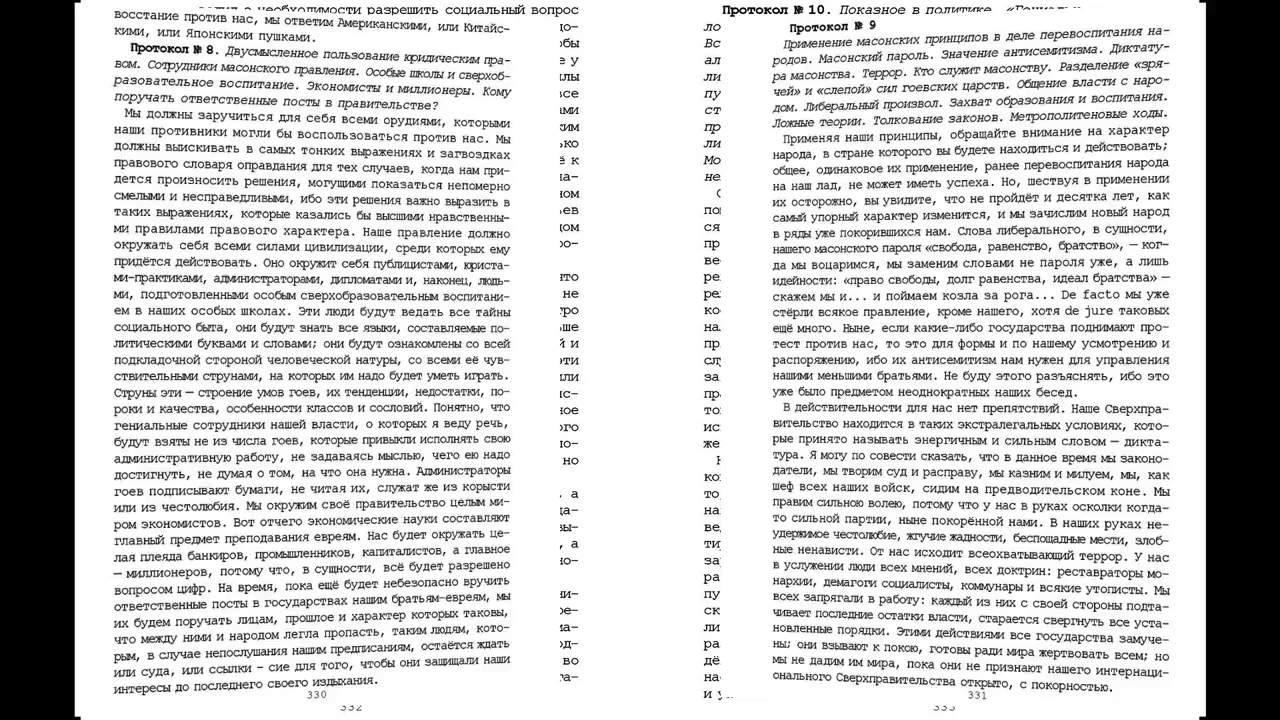 о необходимости разрешить социальный вопрос
восстание против нас, мы ответим Американскими, или Китайс-
кими, или Японскими пушками.
Протокол № 8. Двусмысленное пользование юридическим пра-
вом. Сотрудники масонского правления. Особые школы и сверхоб-
разовательное воспитание. Экономисты и миллионеры. Кому
поручать ответственные посты в правительстве?
Мы должны заручиться для себя всеми орудиями, которыми
наши противники могли бы воспользоваться против нас. Мы
должны выискивать в самых тонких выражениях и загвоздках
правового словаря оправдания для тех случаев, когда нам при-
дется произносить решения, могущими показаться непомерно
смелыми и несправедливыми, ибо эти решения важно выразить в
таких выражениях, которые казались бы высшими нравственны-
ми правилами правового характера. Наше правление должно
окружать себя всеми силами цивилизации, среди которых ему
придётся действовать. Оно окружит себя публицистами, юриста-
ми-практиками, администраторами, дипломатами и, наконец, людь-
ми, подготовленными особым сверхобразовательным воспитани-
ем в наших особых школах. Эти люди будут ведать все тайны
социального быта, они будут знать все языки, составляемые по-
литическими буквами и словами; они будут ознакомлены со всей
подкладочной стороной человеческой натуры, со всеми её чув-
ствительными струнами, на которых им надо будет уметь играть.
Струны эти — строение умов гоев, их тенденции, недостатки, по-
роки и качества, особенности классов и сословий. Понятно, что
гениальные сотрудники нашей власти, о которых я веду речь,
будут взяты не из числа гоев, которые привыкли исполнять свою
административную работу, не задаваясь мыслью, чего ею надо
достигнуть, не думая о том, на что она нужна. Администраторы
гоев подписывают бумаги, не читая их, служат же из корысти
или из честолюбия. Мы окружим своё правительство целым ми-
ром экономистов. Вот отчего экономические науки составляют
главный предмет преподавания евреям. Нас будет окружать це-
лая плеяда банкиров, промышленников, капиталистов, а главное
— миллионеров, потому что, в сущности, всё будет разрешено
вопросом цифр. На время, пока ещё будет небезопасно вручить
ответственные посты в государствах нашим братьям-евреям, мы
их будем поручать лицам, прошлое и характер которых таковы,
что между ними и народом легла пропасть, таким людям, кото-
рым, в случае непослушания нашим предписаниям, остаётся ждать
или суда, или ссылки - сие для того, чтобы они защищали наши
интересы до последнего своего издыхания.
330
332
Протокол № 10. Показное в политике.
Протокол № 9
Применение масонских принципов в деле перевоспитания на-
родов. Масонский пароль. Значение антисемитизма. Диктату-
ра масонства. Террор. Кто служит масонству. Разделение «зря-
чей» и «слепой» сил гоевских царств. Общение власти с наро-
дом. Либеральный произвол. Захват образования и воспитания.
Ложные теории. Толкование законов. Метрополитеновые ходы.
Применяя наши принципы, обращайте внимание на характер
народа, в стране которого вы будете находиться и действовать;
общее, одинаковое их применение, ранее перевоспитания народа
на наш лад, не может иметь успеха. Но, шествуя в применении
их осторожно, вы увидите, что не пройдёт и десятка лет, как
самый упорный характер изменится, и мы зачислим новый народ
в ряды уже покорившихся нам. Слова либерального, в сущности,
нашего масонского пароля «свобода, равенство, братство», — ког-
да мы воцаримся, мы заменим словами не пароля уже, а лишь
идейности: «право свободы, долг равенства, идеал братства» —
скажем мы и... и поймаем козла за рога... De facto мы уже
стёрли всякое правление, кроме нашего, хотя de jure таковых
ещё много. Ныне, если какие-либо государства поднимают про-
тест против нас, то это для формы и по нашему усмотрению и
распоряжению, ибо их антисемитизм нам нужен для управления
нашими меньшими братьями. Не буду этого разъяснять, ибо это
уже было предметом неоднократных наших бесед.
В действительности для нас нет препятствий. Наше Сверхпра-
вительство находится в таких экстралегальных условиях, кото-
рые принято называть энергичным и сильным словом — дикта-
тура. Я могу по совести сказать, что в данное время мы законо-
датели, мы творим суд и расправу, мы казним и милуем, мы, как
шеф всех наших войск, сидим на предводительском коне. Мы
правим сильною волею, потому что у нас в руках осколки когда-
то сильной партии, ныне покорённой нами. В наших руках не-
удержимое честолюбие, жгучие жадности, беспощадные мести, злоб-
ные ненависти. От нас исходит всеохватывающий террор. У нас
в услужении люди всех мнений, всех доктрин: реставраторы мо-
нархии, демагоги социалисты, коммунары и всякие утописты. Мы
всех запрягали в работу: каждый из них с своей стороны подта-
чивает последние остатки власти, старается свергнуть все уста-
новленные порядки. Этими действиями все государства замуче-
ны; они взывают к покою, готовы ради мира жертвовать всем; но
мы не дадим им мира, пока они не признают нашего интернаци-
онального Сверхправительства открыто, с покорностью.
331
333